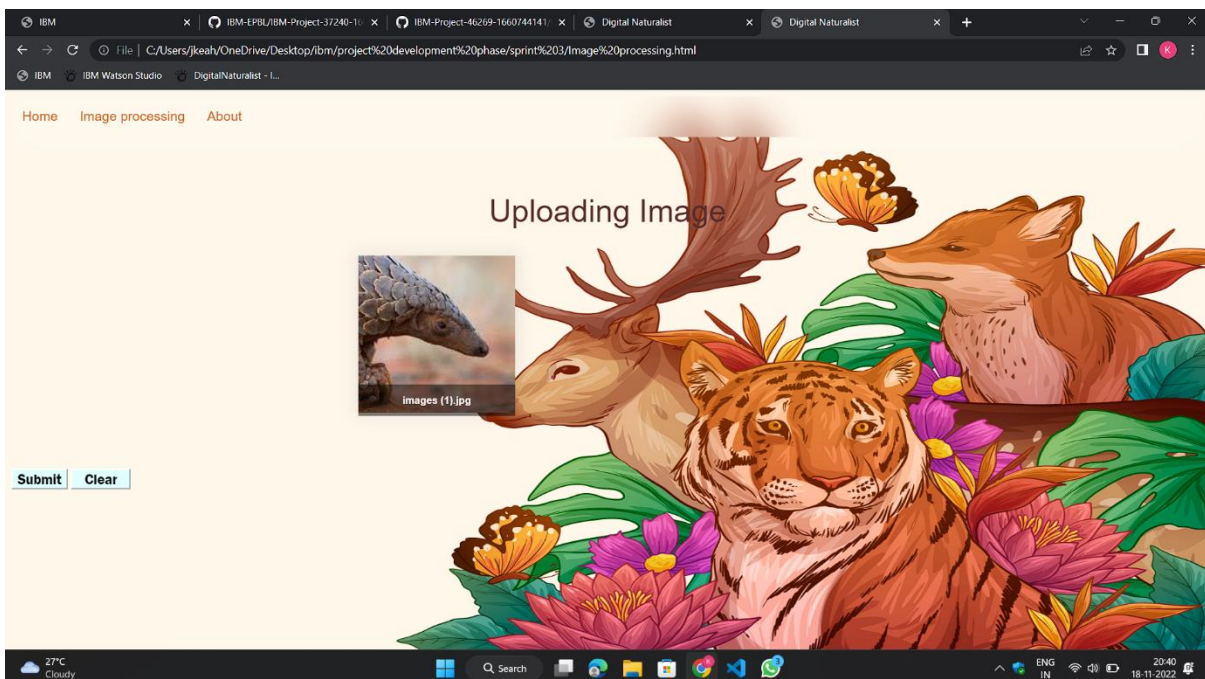 IBM
IBM-EPBL/IBM-Project-37240-16
IBM-Project-46269-1660744141/
Digital Naturalist
Digital Naturalist
File | C:/Users/jkeah/OneDrive/Desktop/ibm/project%20development%20phase/sprint%203/Image%20processing.html
K
IBM
IBM Watson Studio
DigitalNaturalist - I...
Home
Image processing
About
Uploading Image
images (1).jpg
Submit
Clear
27°C
Cloudy
Search
ENG
IN
20:40
18-11-2022